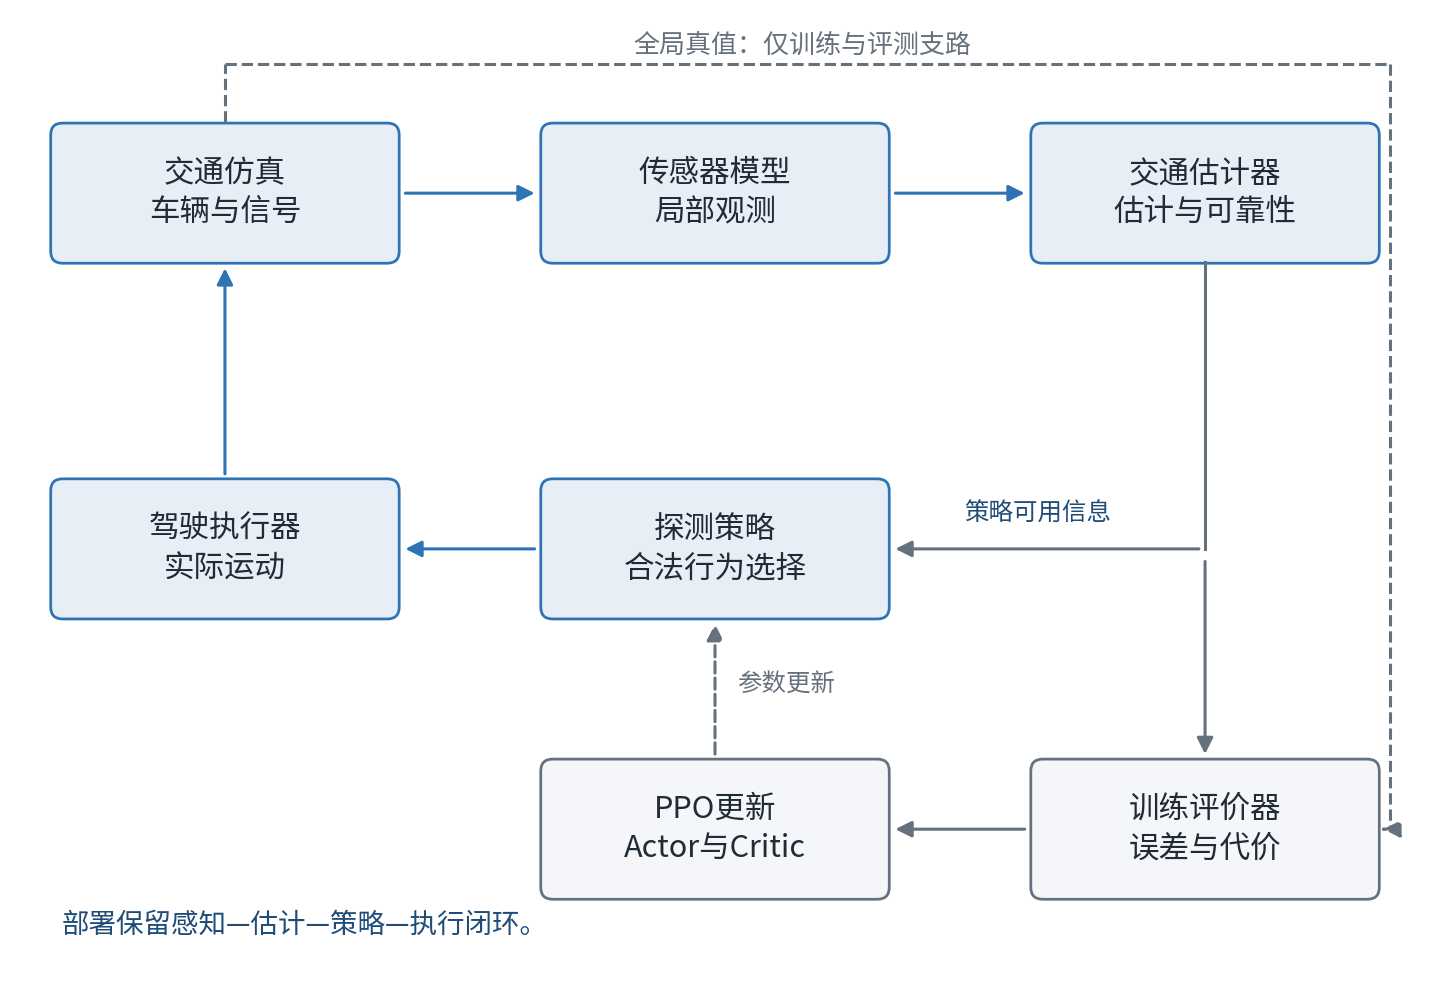 全局真值：仅训练与评测支路
交通仿真
车辆与信号
传感器模型
局部观测
交通估计器
估计与可靠性
驾驶执行器
实际运动
探测策略
合法行为选择
策略可用信息
参数更新
PPO更新
Actor与Critic
训练评价器
误差与代价
部署保留感知—估计—策略—执行闭环。